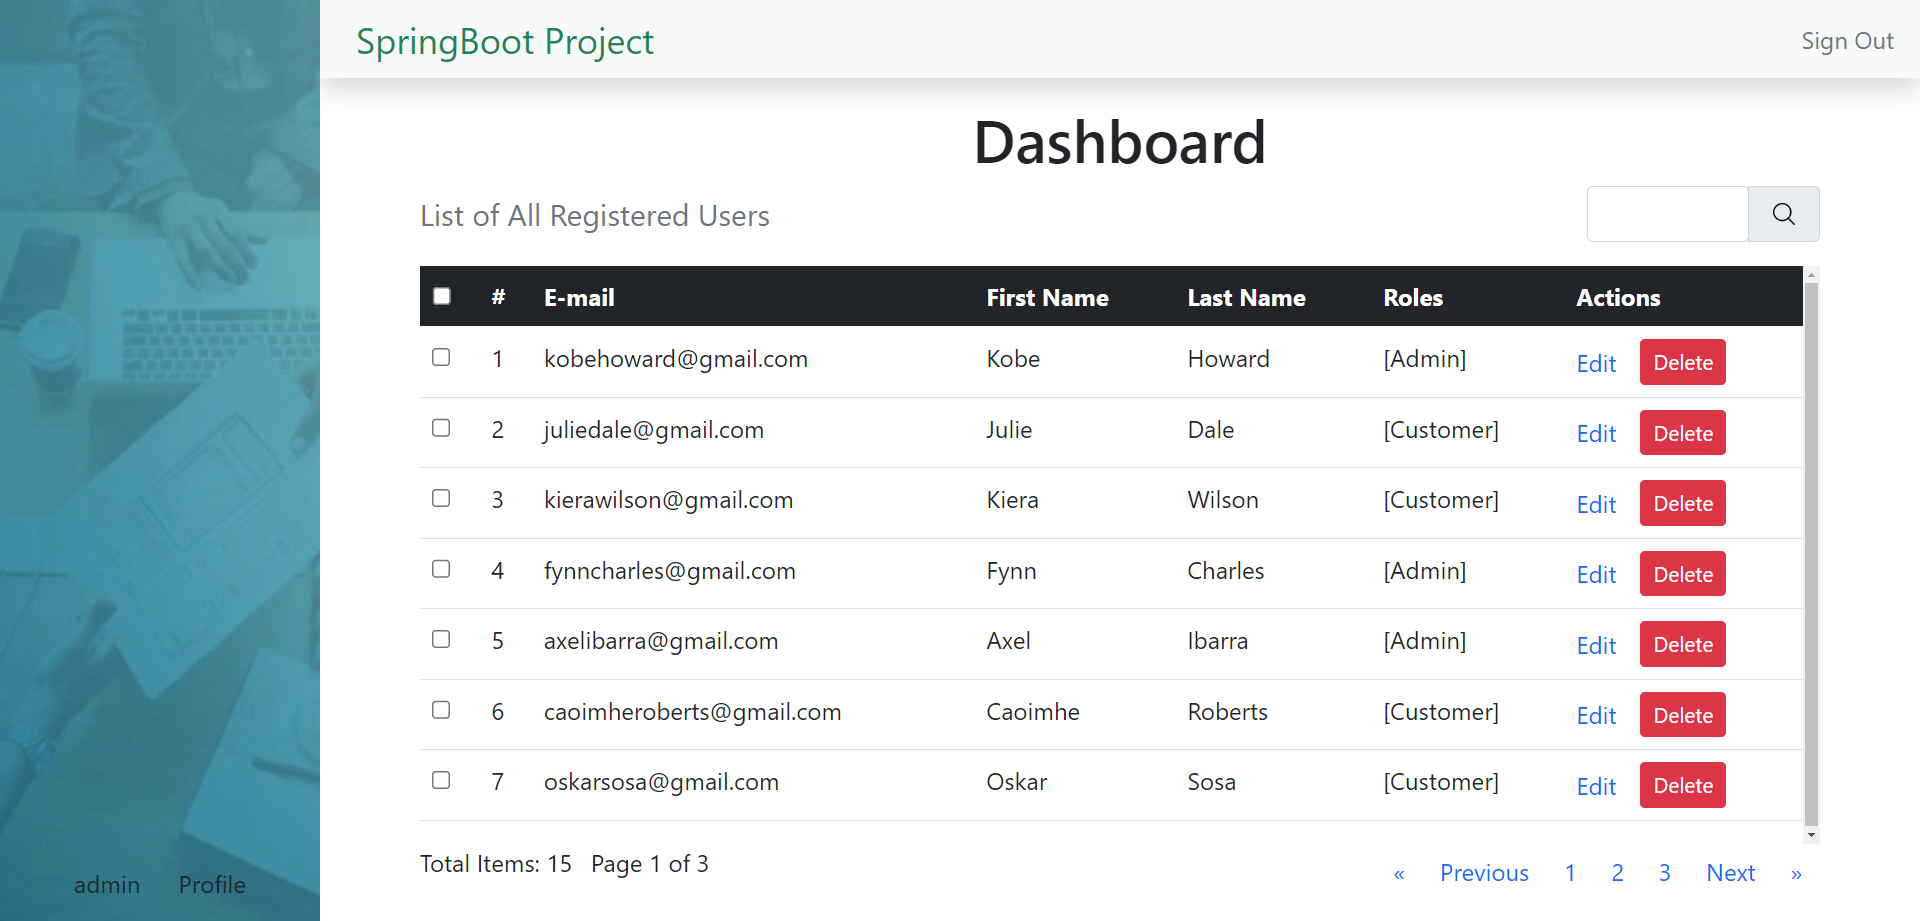 SpringBoot Project
Sign Out
Dashboard
List of All Registered Users
# E-mail First Name Last Name Roles Actions
1 kobehoward@gmail.com Kobe Howard [Admin] Edit Delete
2 juliedale@gmail.com Julie Dale [Customer] Edit Delete
3 kierawilson@gmail.com Kiera Wilson [Customer] Edit Delete
4 fynncharles@gmail.com Fynn Charles [Admin] Edit Delete
5 axelibarra@gmail.com Axel Ibarra [Admin] Edit Delete
6 caoimheroberts@gmail.com Caoimhe Roberts [Customer] Edit Delete
7 oskarsosa@gmail.com Oskar Sosa [Customer] Edit Delete
Total Items: 15 Page 1 of 3
« Previous 1 2 3 Next »
admin Profile